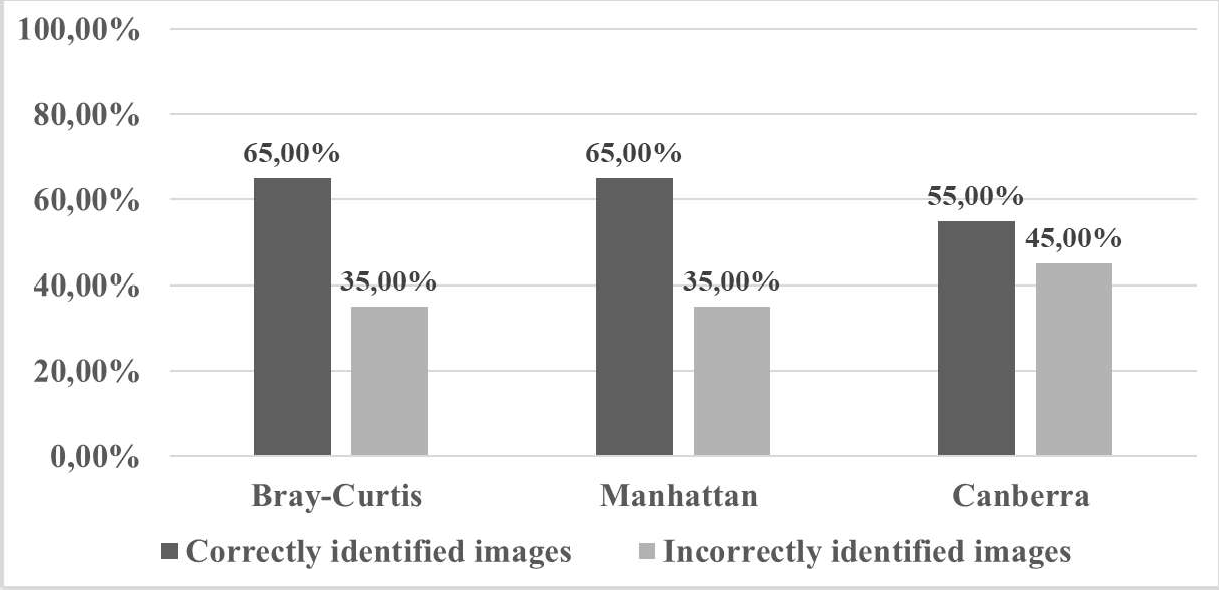 100,00%
80,00%
60,00%
40,00%
20,00%
0,00%
65,00%
35,00%
65,00%
35,00%
55,00%
45,00%
Bray-Curtis
Manhattan
Canberra
Correctly identified images
Incorrectly identified images